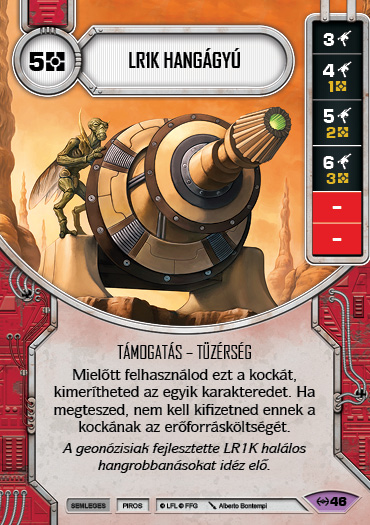 5
LR1K HANGÁGYÚ
3
4
1
5
2
6
3
–
–
TÁMOGATÁS – TÜZÉRSÉG
Mielőtt felhasználod ezt a kockát,
kimerítheted az egyik karakteredet. Ha
megteszed, nem kell kifizetned ennek a
kockának az erőforrásköltségét.
A geonózisiak fejlesztette LR1K halálos
hangrobbanásokat idéz elő.
SEMLEGES PIROS © LFL © FFG Alberto Bontempi 46